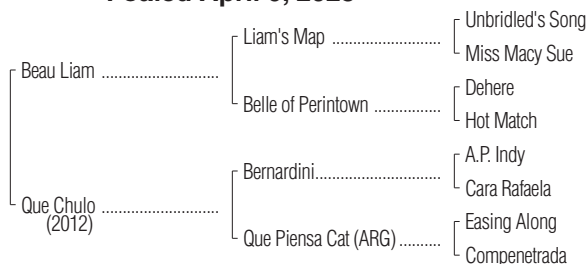 Unbridled's Song
Liam's Map
Miss Macy Sue
Beau Liam
Dehere
Belle of Perintown
Hot Match
A.P. Indy
Bernardini
Cara Rafaela
Que Chulo
(2012)
Easing Along
Que Piensa Cat (ARG)
Compenetrada